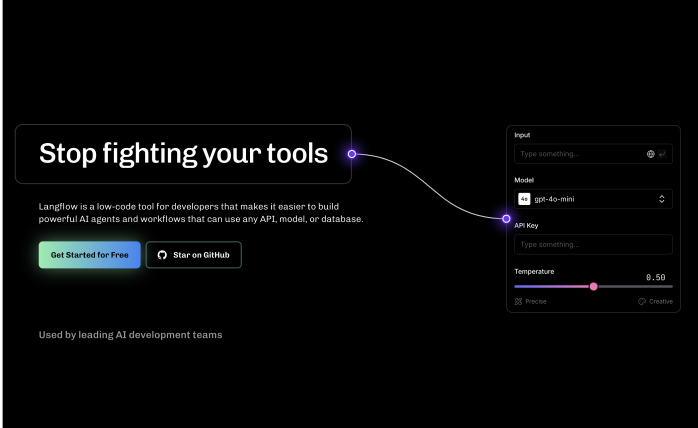 Stop fighting your tools
Langflow is a low-code tool for developers that makes it easier to build
powerful AI agents and workflows that can use any API, model, or database.
Get Started for Free
Star on GitHub
Used by leading AI development teams
Input
Type something...
Model
4o gpt-4o-mini
API Key
Type something...
Temperature
0.50
Precise
Creative